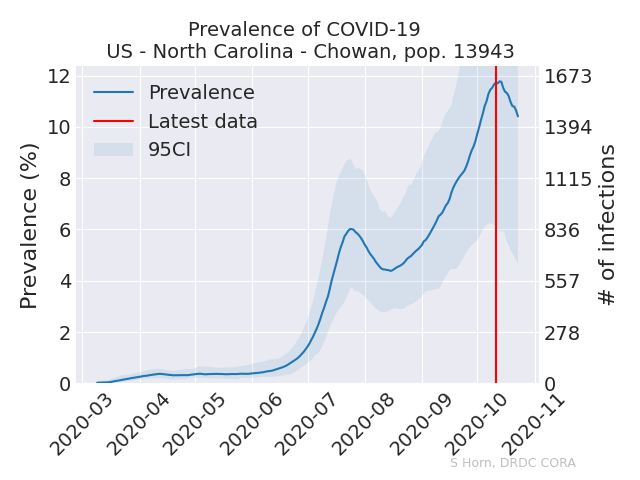 Prevalence of COVID-19
US - North Carolina - Chowan, pop. 13943
Prevalence
Latest data
95CI
Prevalence (%)
12
10
8
6
4
2
0
1673
1394
1115
836
557
278
0
# of infections
2020-03
2020-04
2020-05
2020-06
2020-07
2020-08
2020-09
2020-10
2020-11
S Horn, DRDC CORA